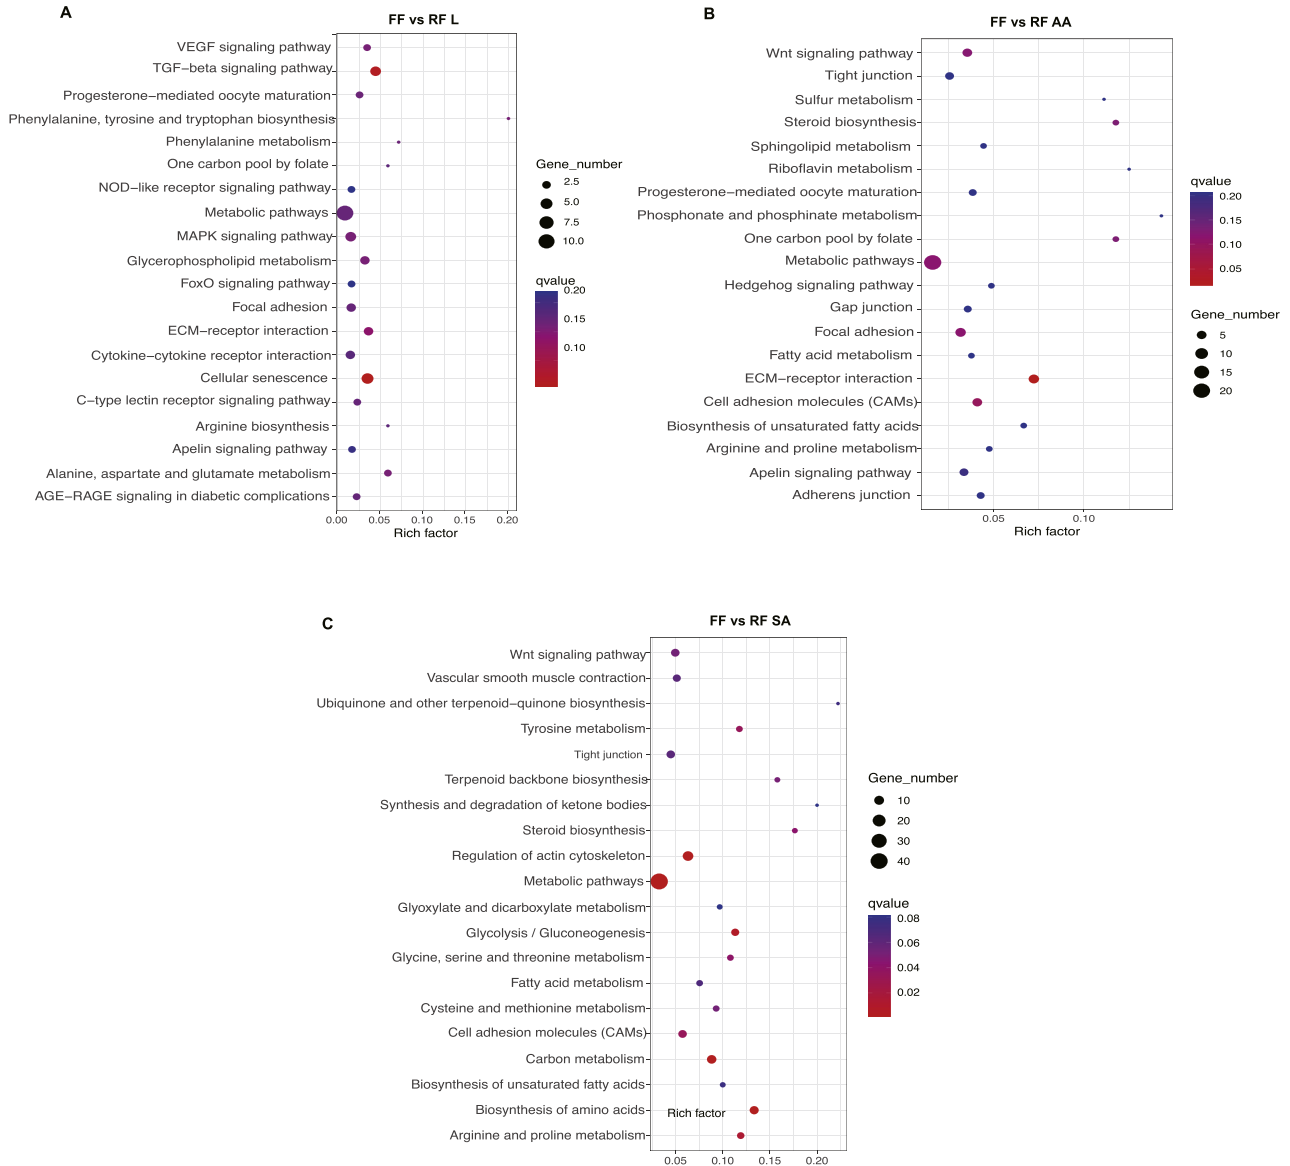 A
FF vs RF L
VEGF signaling pathway
TGF−beta signaling pathway
Progesterone−mediated oocyte maturation
Phenylalanine, tyrosine and tryptophan biosynthesis
Phenylalanine metabolism
One carbon pool by folate
NOD−like receptor signaling pathway
Metabolic pathways
MAPK signaling pathway
Glycerophospholipid metabolism
FoxO signaling pathway
Focal adhesion
ECM−receptor interaction
Cytokine−cytokine receptor interaction
Cellular senescence
C−type lectin receptor signaling pathway
Arginine biosynthesis
Apelin signaling pathway
Alanine, aspartate and glutamate metabolism
AGE−RAGE signaling in diabetic complications
0.00 0.05 0.10 0.15 0.20
Rich factor
Gene_number
2.5
5.0
7.5
10.0
qvalue
0.20
0.15
0.10
B
FF vs RF AA
Wnt signaling pathway
Tight junction
Sulfur metabolism
Steroid biosynthesis
Sphingolipid metabolism
Riboflavin metabolism
Progesterone−mediated oocyte maturation
Phosphonate and phosphinate metabolism
One carbon pool by folate
Metabolic pathways
Hedgehog signaling pathway
Gap junction
Focal adhesion
Fatty acid metabolism
ECM−receptor interaction
Cell adhesion molecules (CAMs)
Biosynthesis of unsaturated fatty acids
Arginine and proline metabolism
Apelin signaling pathway
Adherens junction
0.05 0.10
Rich factor
qvalue
0.20
0.15
0.10
0.05
Gene_number
5
10
15
20
C
FF vs RF SA
Wnt signaling pathway
Vascular smooth muscle contraction
Ubiquinone and other terpenoid−quinone biosynthesis
Tyrosine metabolism
Tight junction
Terpenoid backbone biosynthesis
Synthesis and degradation of ketone bodies
Steroid biosynthesis
Regulation of actin cytoskeleton
Metabolic pathways
Glyoxylate and dicarboxylate metabolism
Glycolysis / Gluconeogenesis
Glycine, serine and threonine metabolism
Fatty acid metabolism
Cysteine and methionine metabolism
Cell adhesion molecules (CAMs)
Carbon metabolism
Biosynthesis of unsaturated fatty acids
Biosynthesis of amino acids
Rich factor
Arginine and proline metabolism
0.05 0.10 0.15 0.20
Gene_number
10
20
30
40
qvalue
0.08
0.06
0.04
0.02